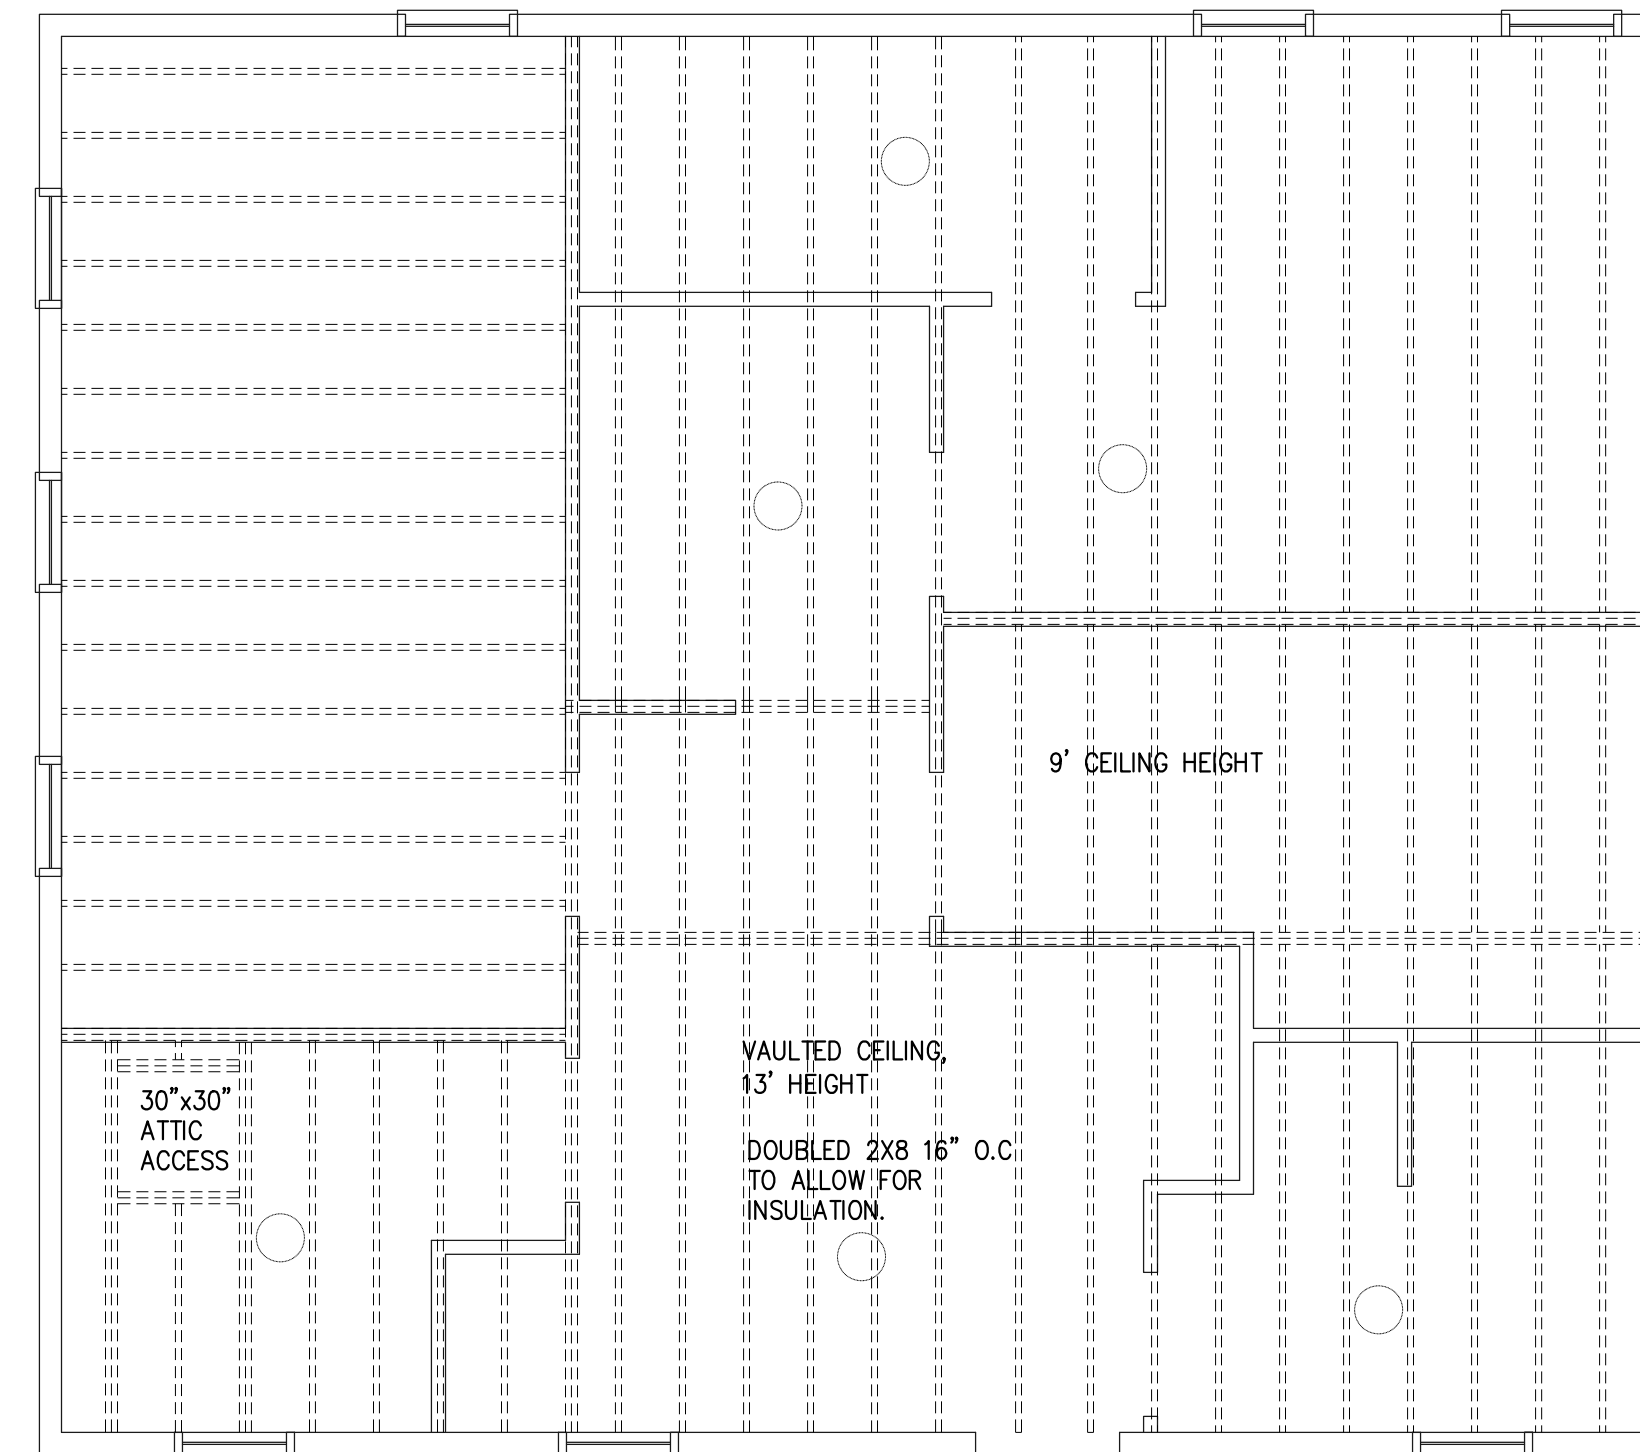 9' CEILING HEIGHT
VAULTED CEILING,
13' HEIGHT
DOUBLED 2X8 16" O.C
TO ALLOW FOR
INSULATION.
30"x30"
ATTIC
ACCESS